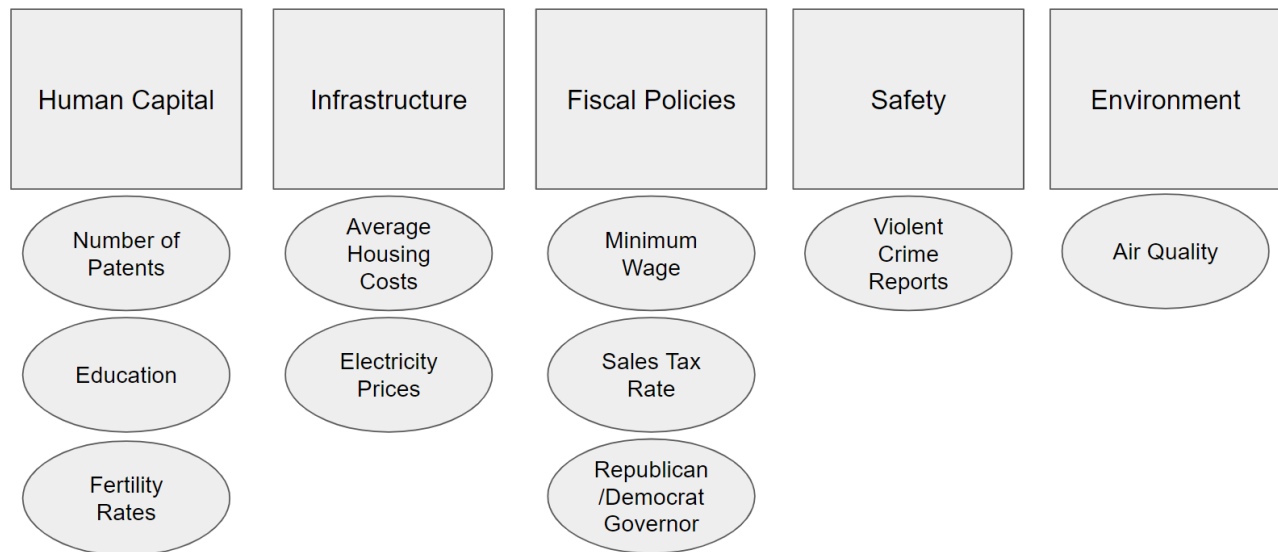 Human Capital
Infrastructure
Fiscal Policies
Safety
Environment
Number of
Patents
Average
Housing
Costs
Minimum
Wage
Violent
Crime
Reports
Air Quality
Education
Electricity
Prices
Sales Tax
Rate
Fertility
Rates
Republican
/Democrat
Governor